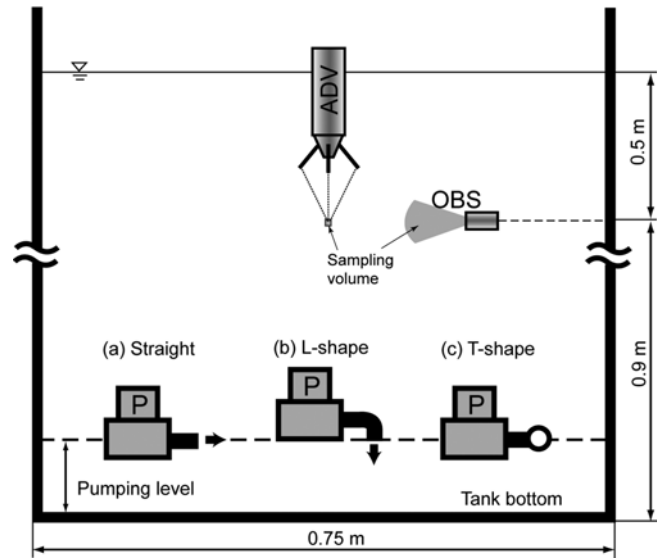 ADV
0.5 m
OBS
Sampling
volume
(a) Straight
(b) L-shape
(c) T-shape
P
P
P
0.9 m
Pumping level
Tank bottom
0.75 m